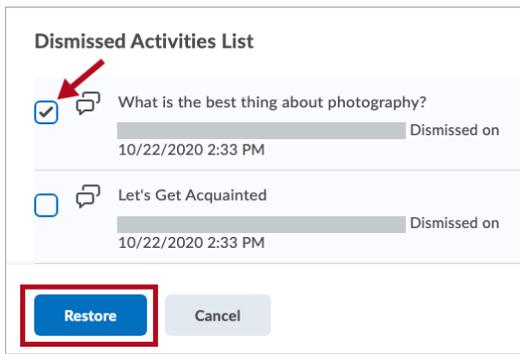 Dismissed Activities List
What is the best thing about photography?
Dismissed on
10/22/2020 2:33 PM
Let's Get Acquainted
Dismissed on
10/22/2020 2:33 PM
Restore Cancel